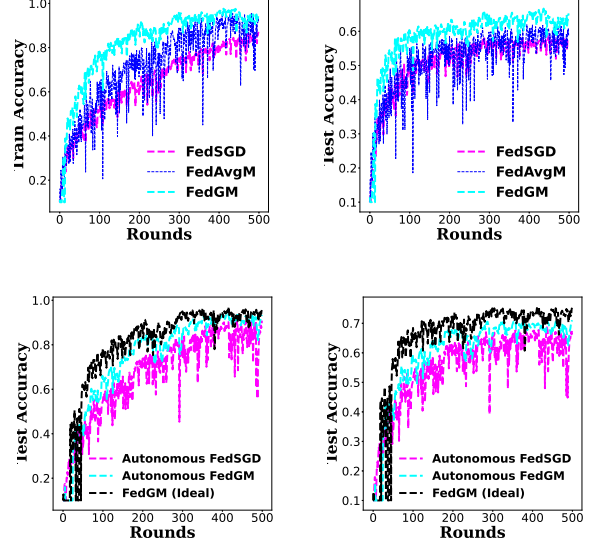 1.0
0.8
0.6
0.4
0.2
Train Accuracy
FedSGD
FedAvgM
FedGM
0 100 200 300 400 500
Rounds
0.6
0.5
0.4
0.3
0.2
0.1
Test Accuracy
FedSGD
FedAvgM
FedGM
0 100 200 300 400 500
Rounds
1.0
0.8
0.6
0.4
0.2
Test Accuracy
Autonomous FedSGD
Autonomous FedGM
FedGM (Ideal)
0 100 200 300 400 500
Rounds
0.7
0.6
0.5
0.4
0.3
0.2
0.1
Test Accuracy
Autonomous FedSGD
Autonomous FedGM
FedGM (Ideal)
0 100 200 300 400 500
Rounds